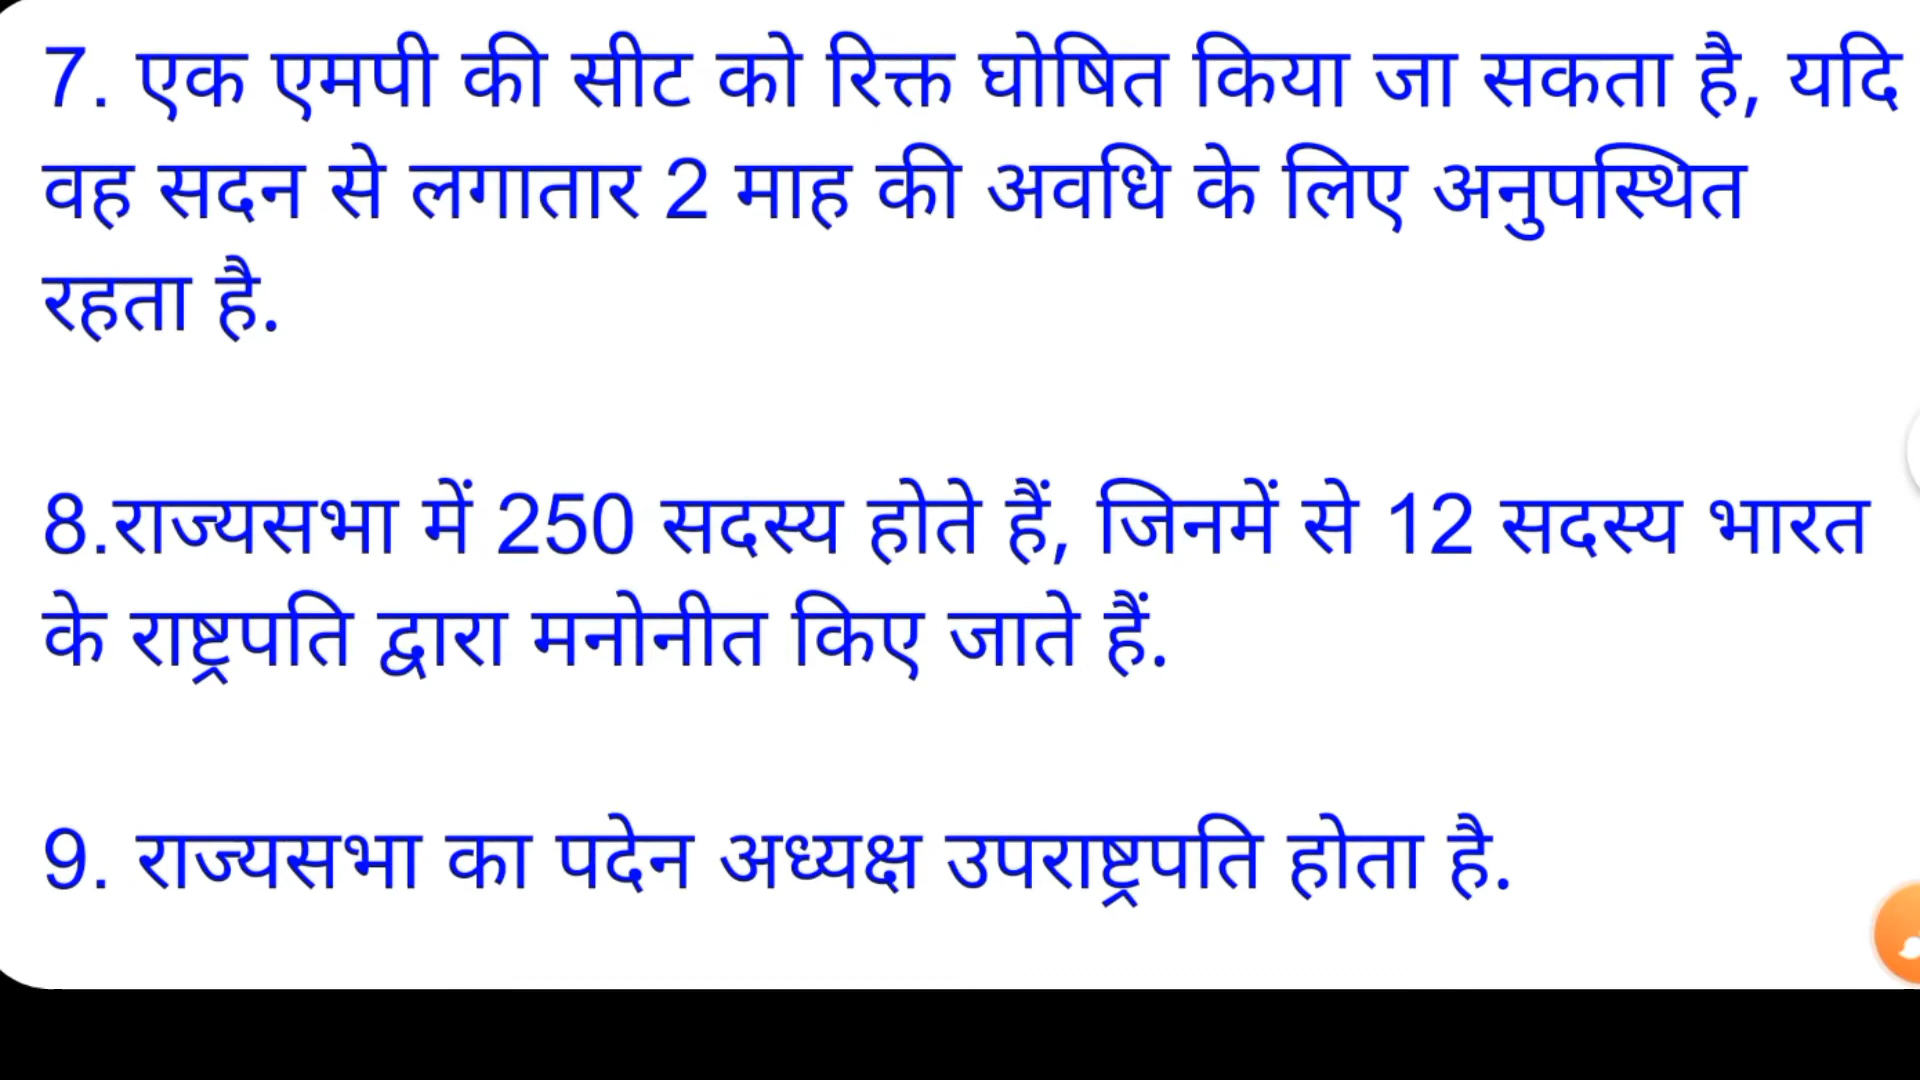 7. एक एमपी की सीट को रिक्त घोषित किया जा सकता है, यदि
वह सदन से लगातार 2 माह की अवधि के लिए अनुपस्थित
रहता है.
8.राज्यसभा में 250 सदस्य होते हैं, जिनमें से 12 सदस्य भारत
के राष्ट्रपति द्वारा मनोनीत किए जाते हैं.
9. राज्यसभा का पदेन अध्यक्ष उपराष्ट्रपति होता है.